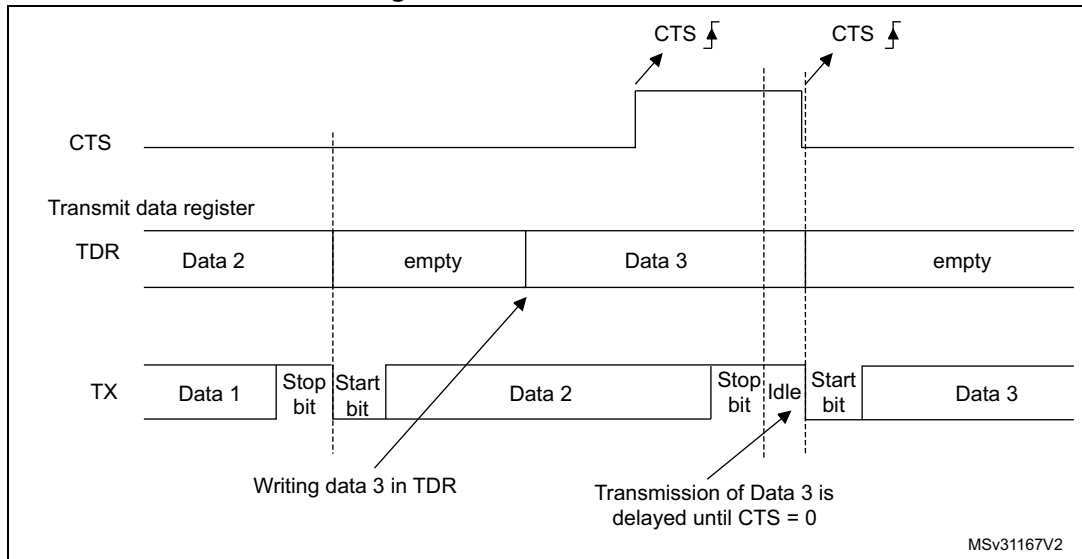 CTS
CTS
CTS
Transmit data register
TDR
Data 2
empty
Data 3
empty
TX
Data 1
Stop
bit
Start
bit
Data 2
Stop
bit
Idle
Start
bit
Data 3
Writing data 3 in TDR
Transmission of Data 3 is
delayed until CTS = 0
MSv31167V2